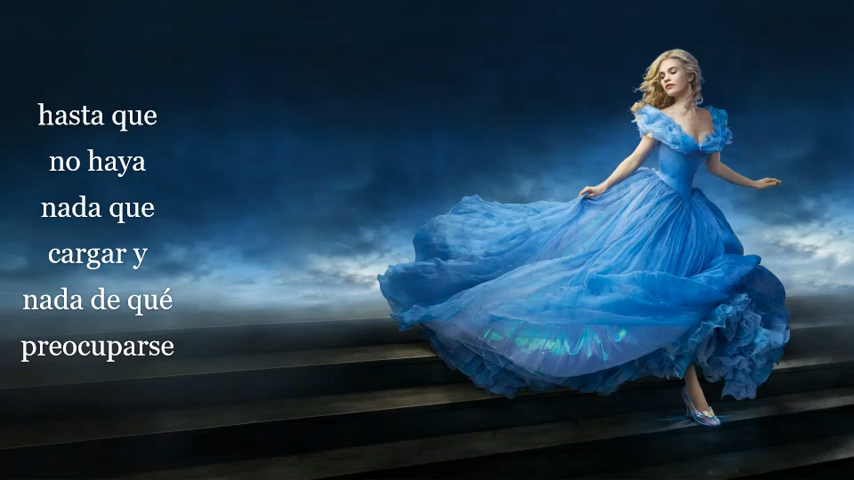 hasta que
no haya
nada que
cargar y
nada de qué
preocuparse